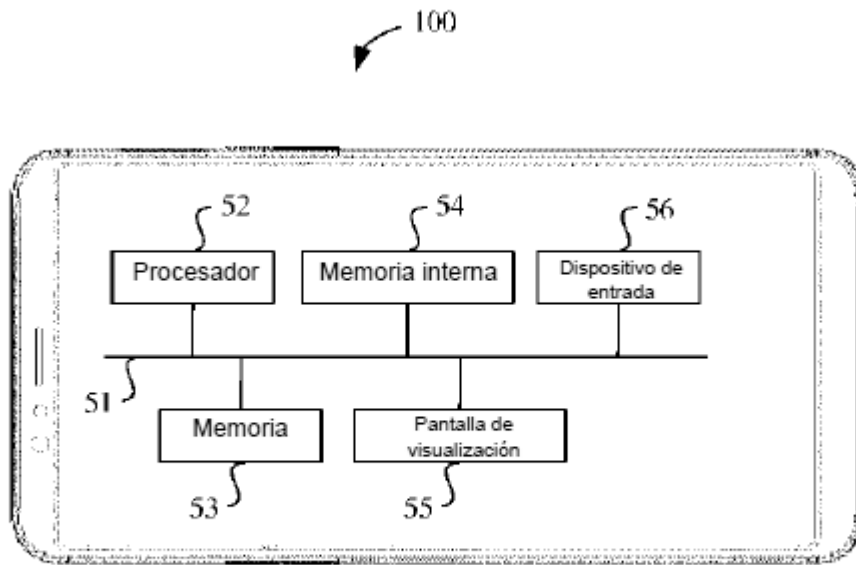 100
52
54
56
Procesador
Memoria interna
Dispositivo de
entrada
51
Memoria
Pantalla de
visualización
53
55